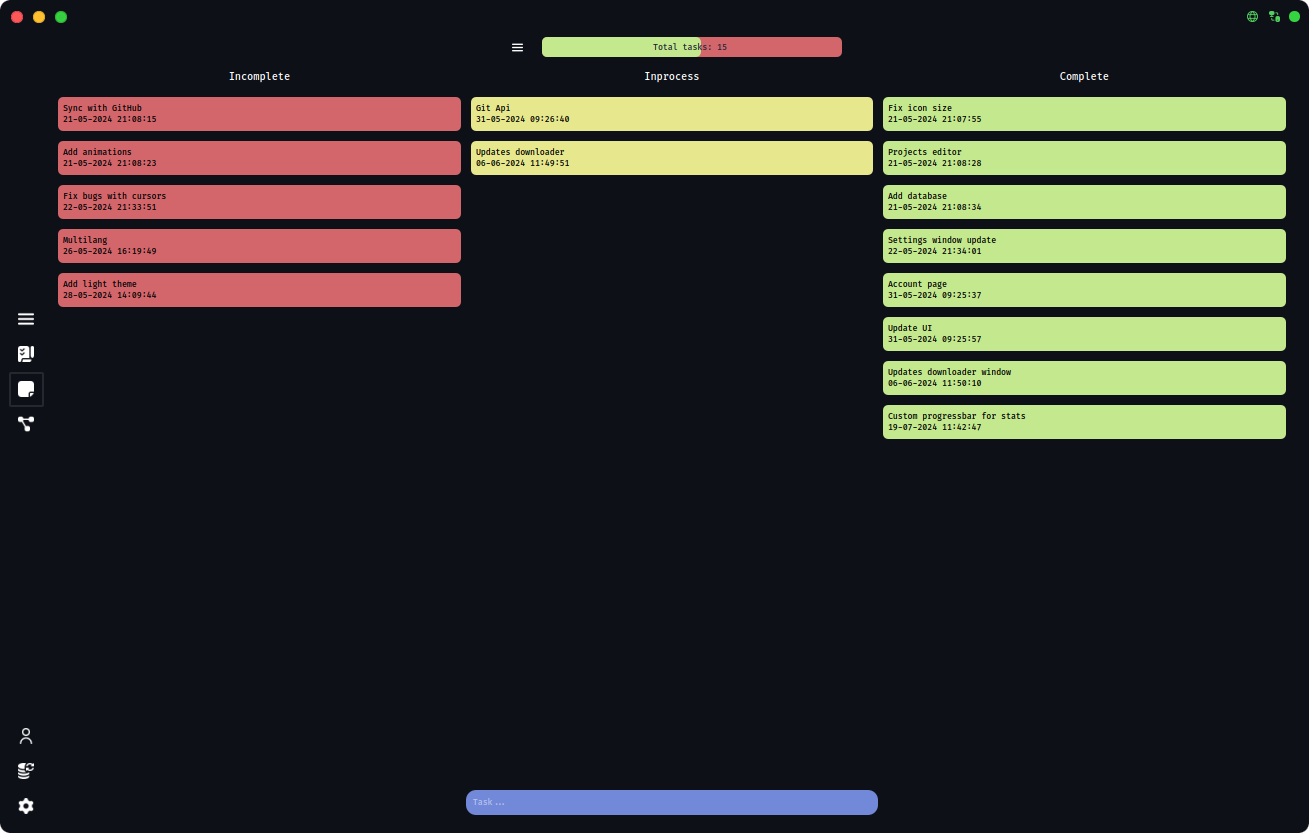 Total tasks: 15
Incomplete
Sync with GitHub
21-05-2024 21:08:15
Add animations
21-05-2024 21:08:23
Fix bugs with cursors
22-05-2024 21:33:51
Multilang
26-05-2024 16:19:49
Add light theme
28-05-2024 14:09:44
Inprocess
Git Api
31-05-2024 09:26:40
Updates downloader
06-06-2024 11:49:51
Complete
Fix icon size
21-05-2024 21:07:55
Projects editor
21-05-2024 21:08:28
Add database
21-05-2024 21:08:34
Settings window update
22-05-2024 21:34:01
Account page
31-05-2024 09:25:37
Update UI
31-05-2024 09:25:57
Updates downloader window
06-06-2024 11:50:10
Custom progressbar for stats
19-07-2024 11:42:47
Task...